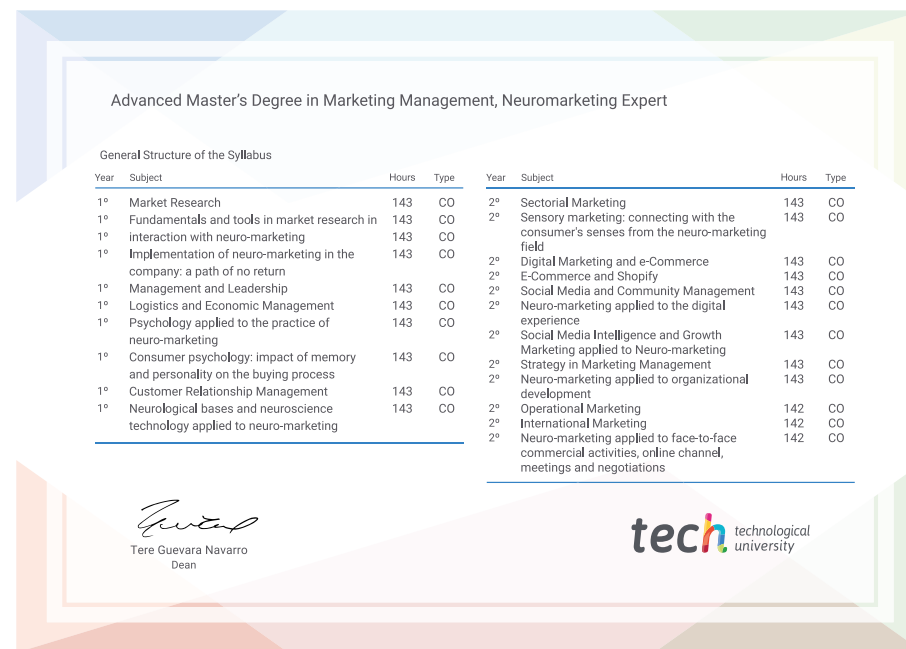 Advanced Master's Degree in Marketing Management, Neuromarketing Expert
General Structure of the Syllabus
Year Subject Hours Type
1º Market Research 143 CO
1º Fundamentals and tools in market research in 143 CO
1º interaction with neuro-marketing 143 CO
1º Implementation of neuro-marketing in the 143 CO
company: a path of no return
1º Management and Leadership 143 CO
1º Logistics and Economic Management 143 CO
1º Psychology applied to the practice of 143 CO
neuro-marketing
1º Consumer psychology: impact of memory 143 CO
and personality on the buying process
1º Customer Relationship Management 143 CO
1º Neurological bases and neuroscience 143 CO
technology applied to neuro-marketing
Year Subject Hours Type
2º Sectorial Marketing 143 CO
2º Sensory marketing: connecting with the 143 CO
consumer's senses from the neuro-marketing
field
2º Digital Marketing and e-Commerce 143 CO
2º E-Commerce and Shopify 143 CO
2º Social Media and Community Management 143 CO
2º Neuro-marketing applied to the digital 143 CO
experience
2º Social Media Intelligence and Growth 143 CO
Marketing applied to Neuro-marketing
2º Strategy in Marketing Management 143 CO
2º Neuro-marketing applied to organizational 143 CO
development
2º Operational Marketing 142 CO
2º International Marketing 142 CO
2º Neuro-marketing applied to face-to-face 142 CO
commercial activities, online channel,
meetings and negotiations
Tere Guevara Navarro
Dean
tech technological
university